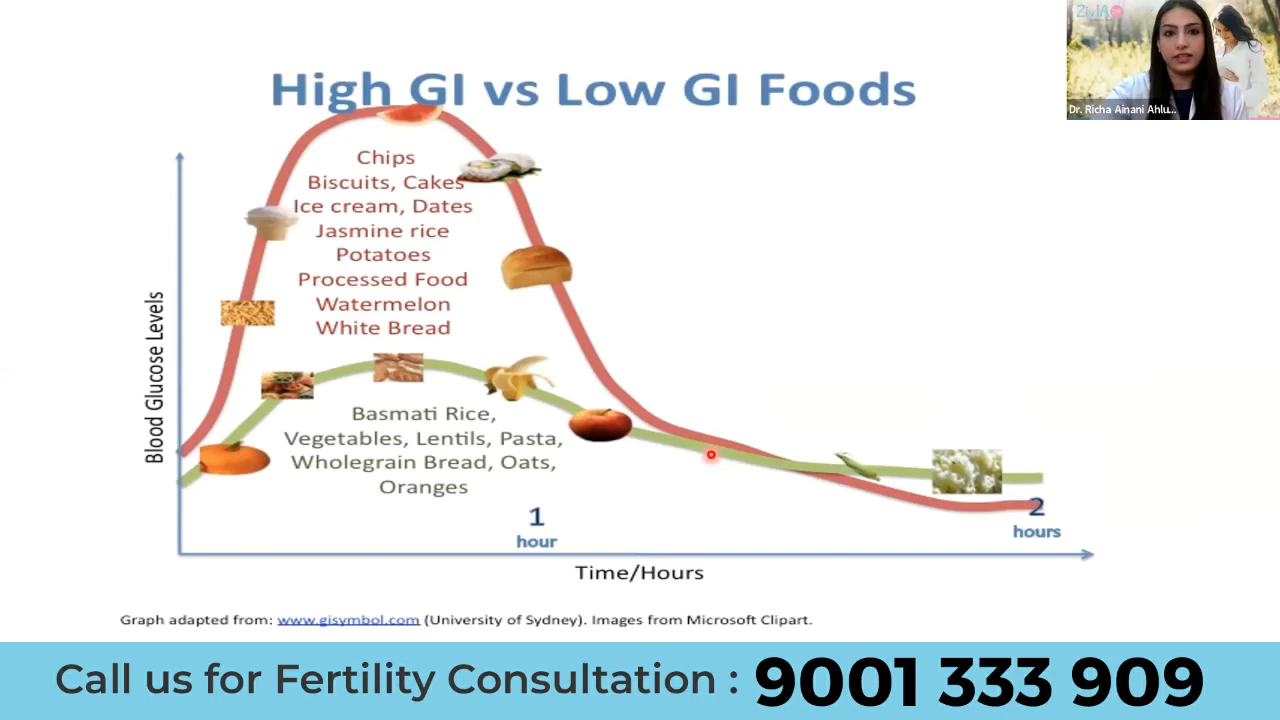 ZivIA
Dr. Richa Ainani Ahlu...
High GI vs Low GI Foods
Chips
Biscuits, Cakes
Ice cream, Dates
Jasmine rice
Potatoes
Processed Food
Watermelon
White Bread
Blood Glucose Levels
Basmati Rice,
Vegetables, Lentils, Pasta,
Wholegrain Bread, Oats,
Oranges
1
hour
2
hours
Time/Hours
Graph adapted from: www.gisymbol.com (University of Sydney). Images from Microsoft Clipart.
Call us for Fertility Consultation : 9001 333 909